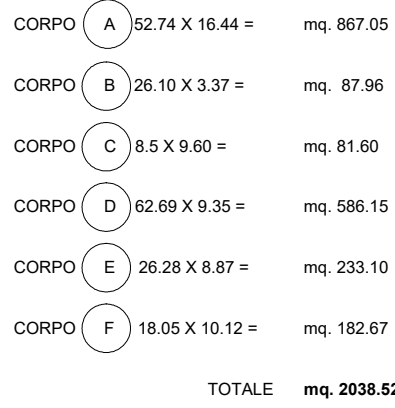 CORPO A 52.74 X 16.44 = mq. 867.05
CORPO B 26.10 X 3.37 = mq. 87.96
CORPO C 8.5 X 9.60 = mq. 81.60
CORPO D 62.69 X 9.35 = mq. 586.15
CORPO E 26.28 X 8.87 = mq. 233.10
CORPO F 18.05 X 10.12 = mq. 182.67
TOTALE mq. 2038.52